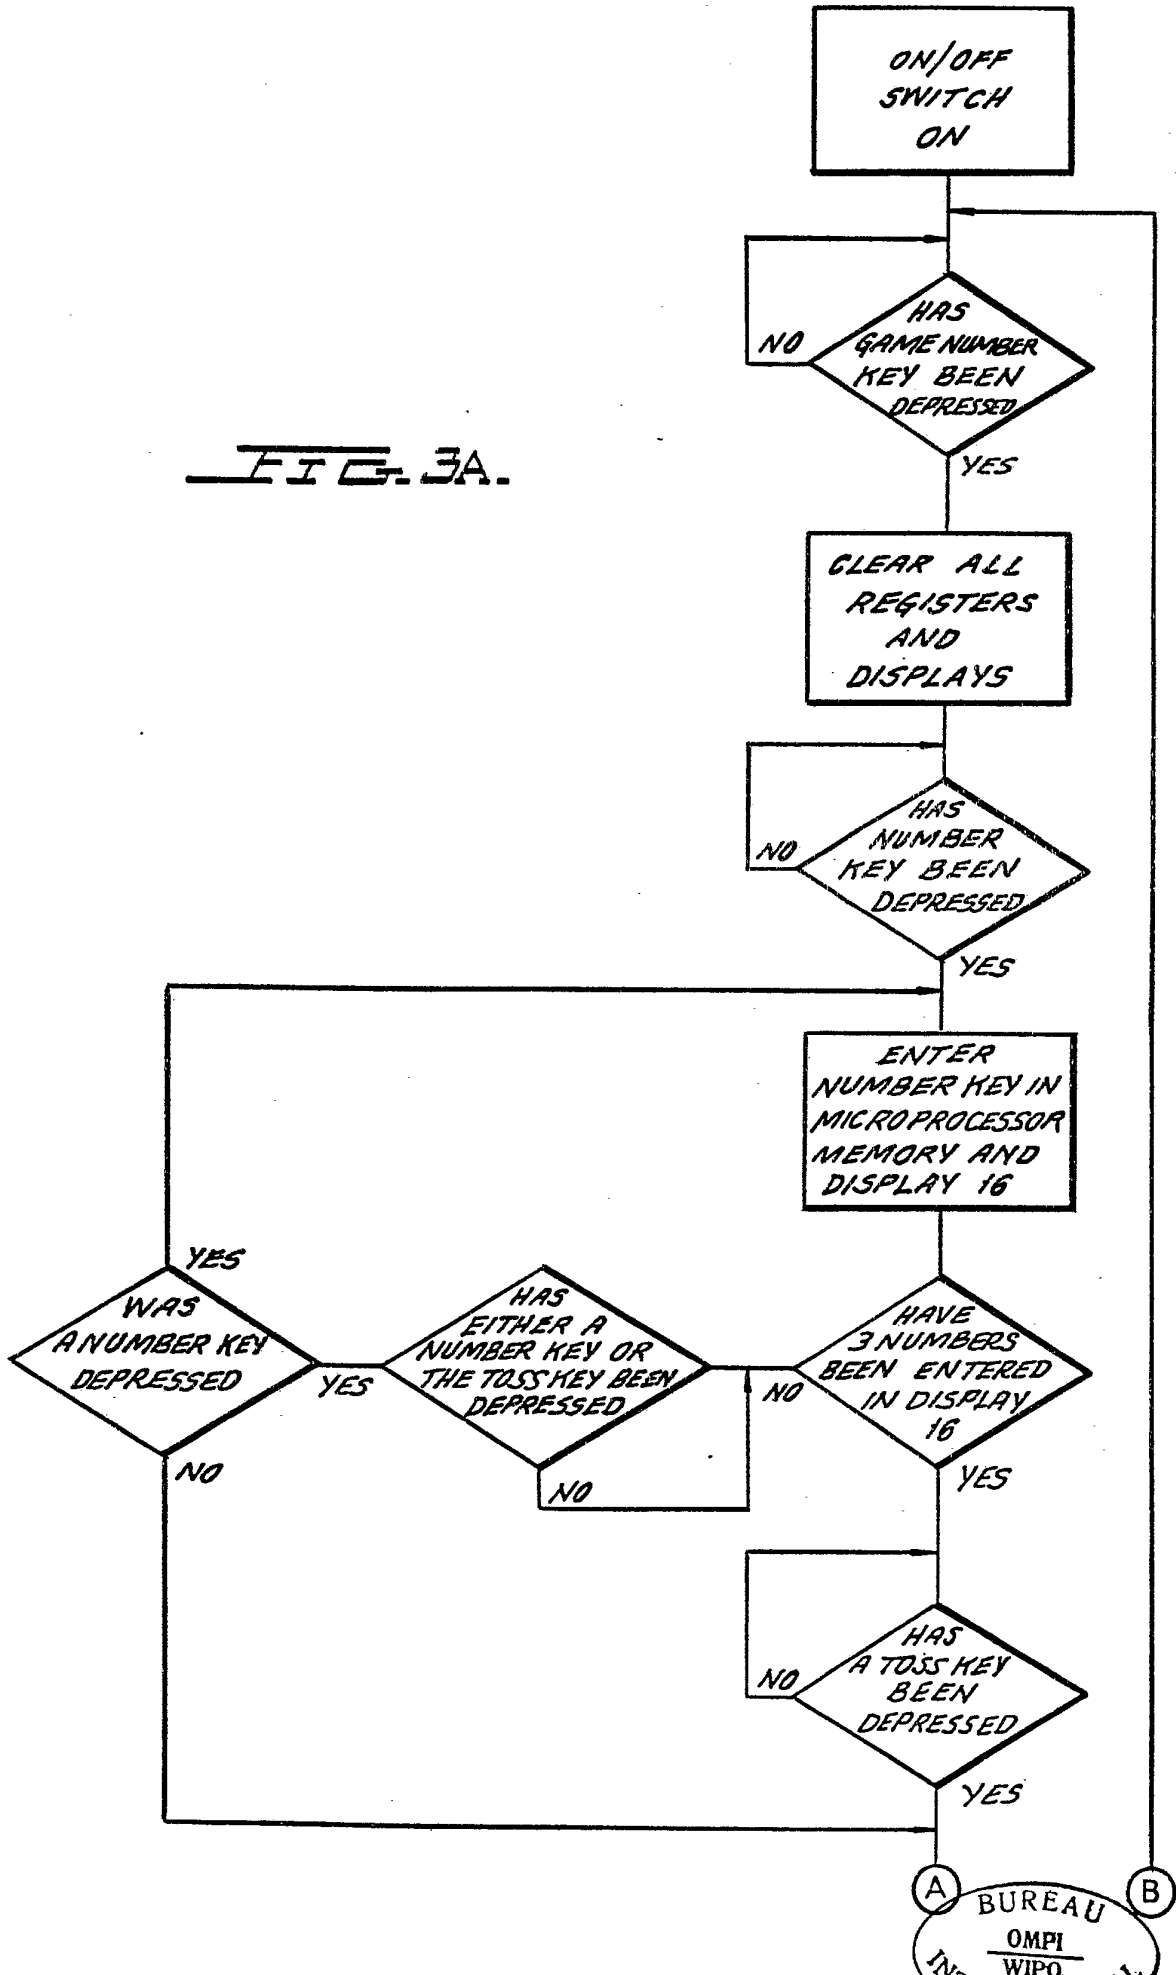 ON/OFF
SWITCH
ON
HAS
GAME NUMBER
KEY BEEN
DEPRESSED
NO
YES
FIG. 3A.
CLEAR ALL
REGISTERS
AND
DISPLAYS
HAS
NUMBER
KEY BEEN
DEPRESSED
NO
YES
ENTER
NUMBER KEY IN
MICROPROCESSOR
MEMORY AND
DISPLAY 16
YES
WAS
A NUMBER KEY
DEPRESSED
YES
NO
HAS
EITHER A
NUMBER KEY OR
THE TOSS KEY BEEN
DEPRESSED
NO
HAVE
3 NUMBERS
BEEN ENTERED
IN DISPLAY
16
NO
YES
HAS
A TOSS KEY
BEEN
DEPRESSED
NO
YES
A
B
BUREAU
OMPI
WIPO